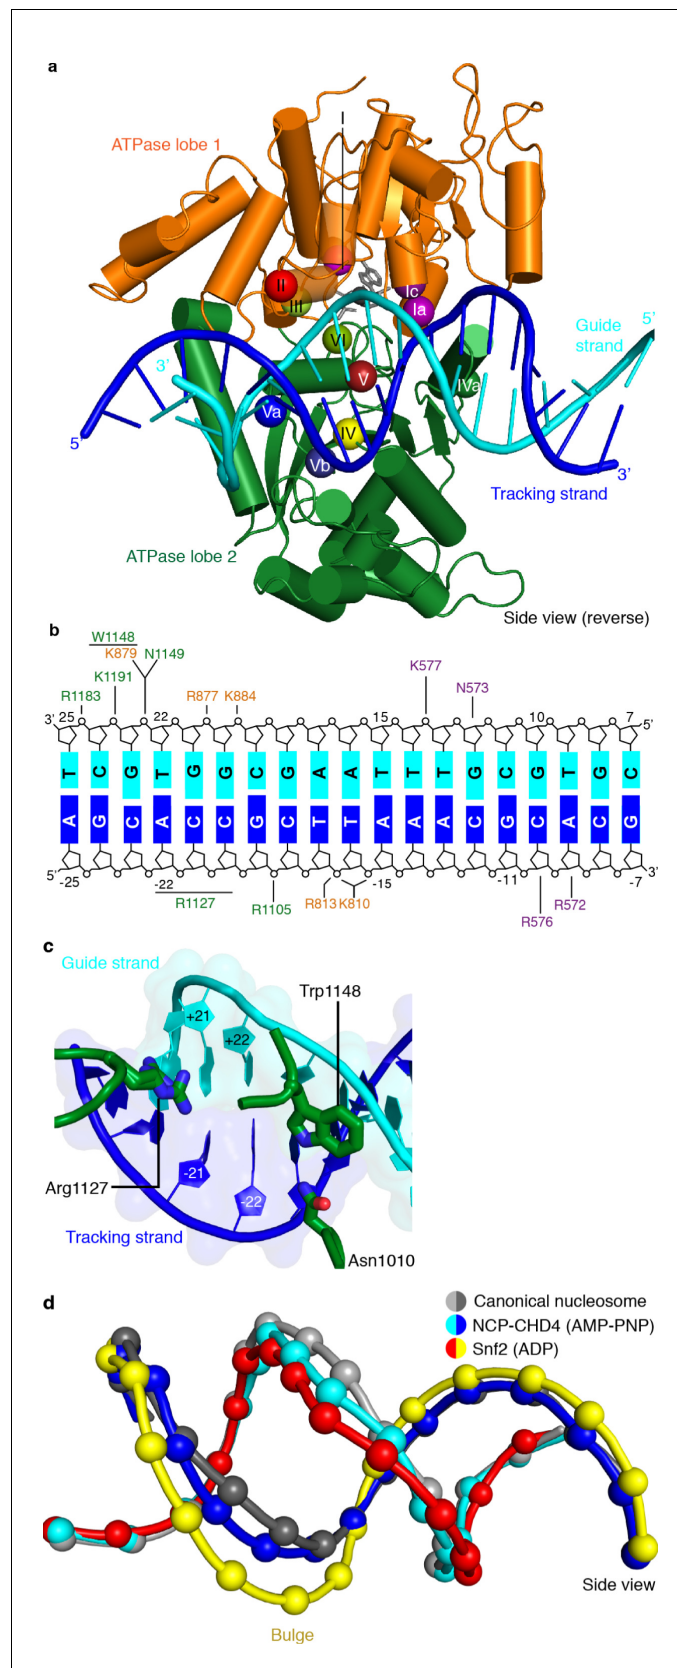 a
I
ATPase lobe 1
II
III
Ic
Ia
5’
Guide
strand
VI
3’
V
IVa
Va
IV
5’
Vb
3’
Tracking strand
ATPase lobe 2
Side view (reverse)
b
W1148
K879 N1149
K577
K1191
N573
R1183
R877 K884
3’ 25 22 15 10 7 5’
T C G T G G C G A A T T T G C G T G C
A G C A C C G C T T A A A C G C A C G
5’ -25 -22 -15 -11 -7 3’
R1127
R1105
R813 K810
R572
R576
c
Guide strand
Trp1148
+21
+22
-21
Arg1127
-22
Tracking strand
Asn1010
d
Canonical nucleosome
NCP-CHD4 (AMP-PNP)
Snf2 (ADP)
Side view
Bulge